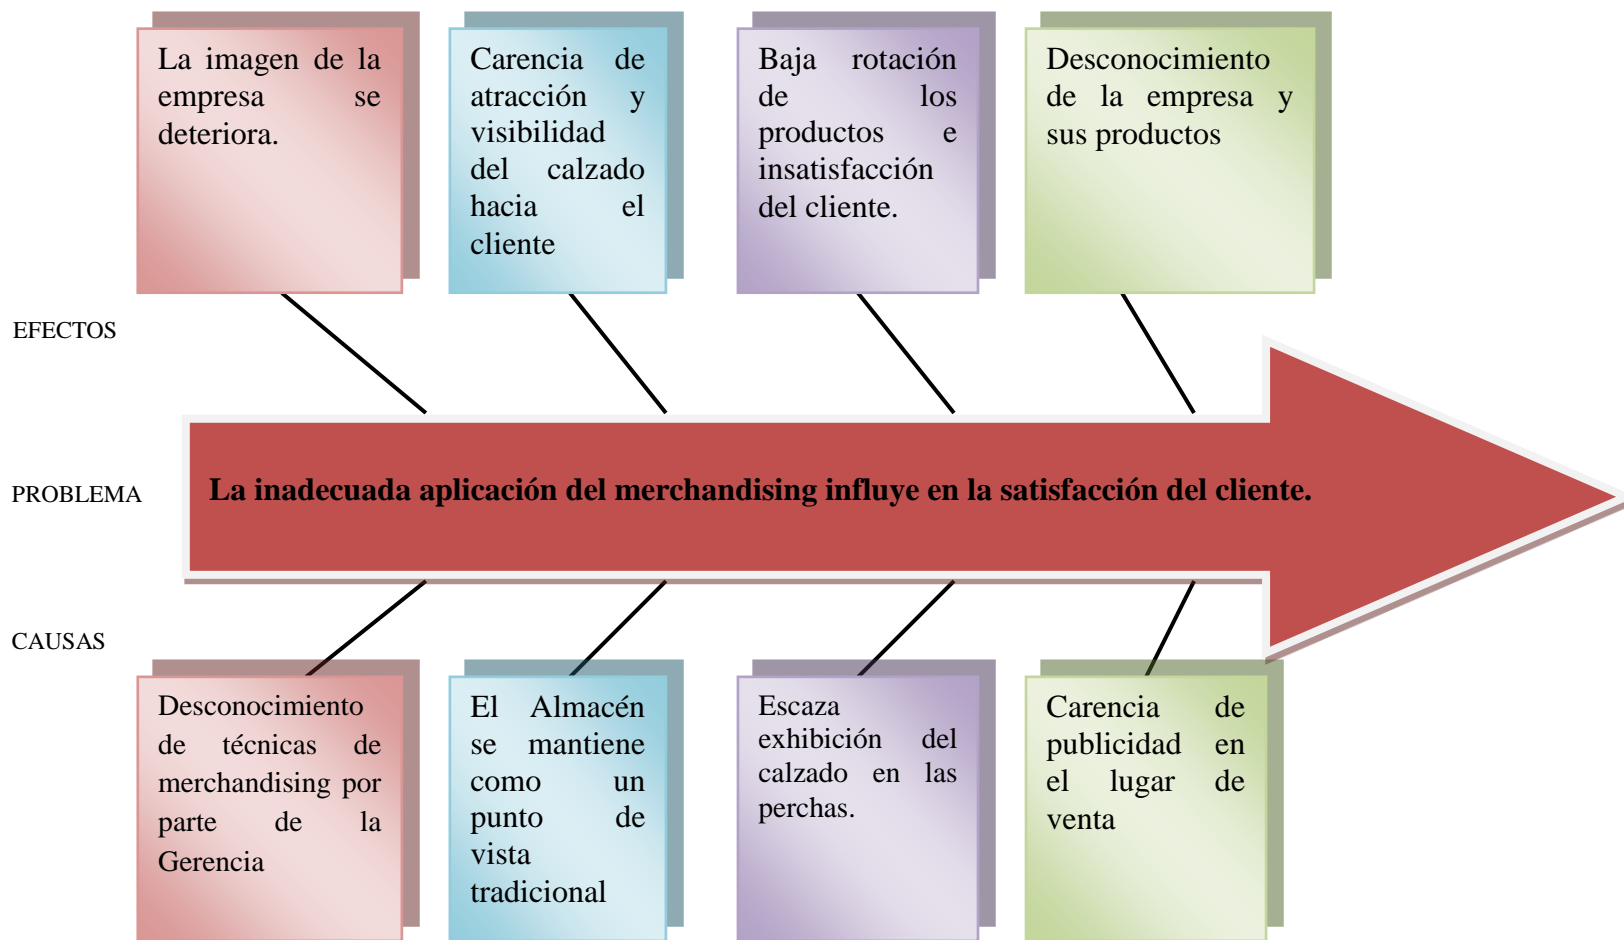 La imagen de la
empresa se
deteriora.
Carencia de
atracción y
visibilidad
del calzado
hacia el
cliente
Baja rotación
de los
productos e
insatisfacción
del cliente.
Desconocimiento
de la empresa y
sus productos
EFECTOS
PROBLEMA
La inadecuada aplicación del merchandising influye en la satisfacción del cliente.
CAUSAS
Desconocimiento
de técnicas de
merchandising por
parte de la
Gerencia
El Almacén
se mantiene
como un
punto de
vista
tradicional
Escaza
exhibición del
calzado en las
perchas.
Carencia de
publicidad en
el lugar de
venta